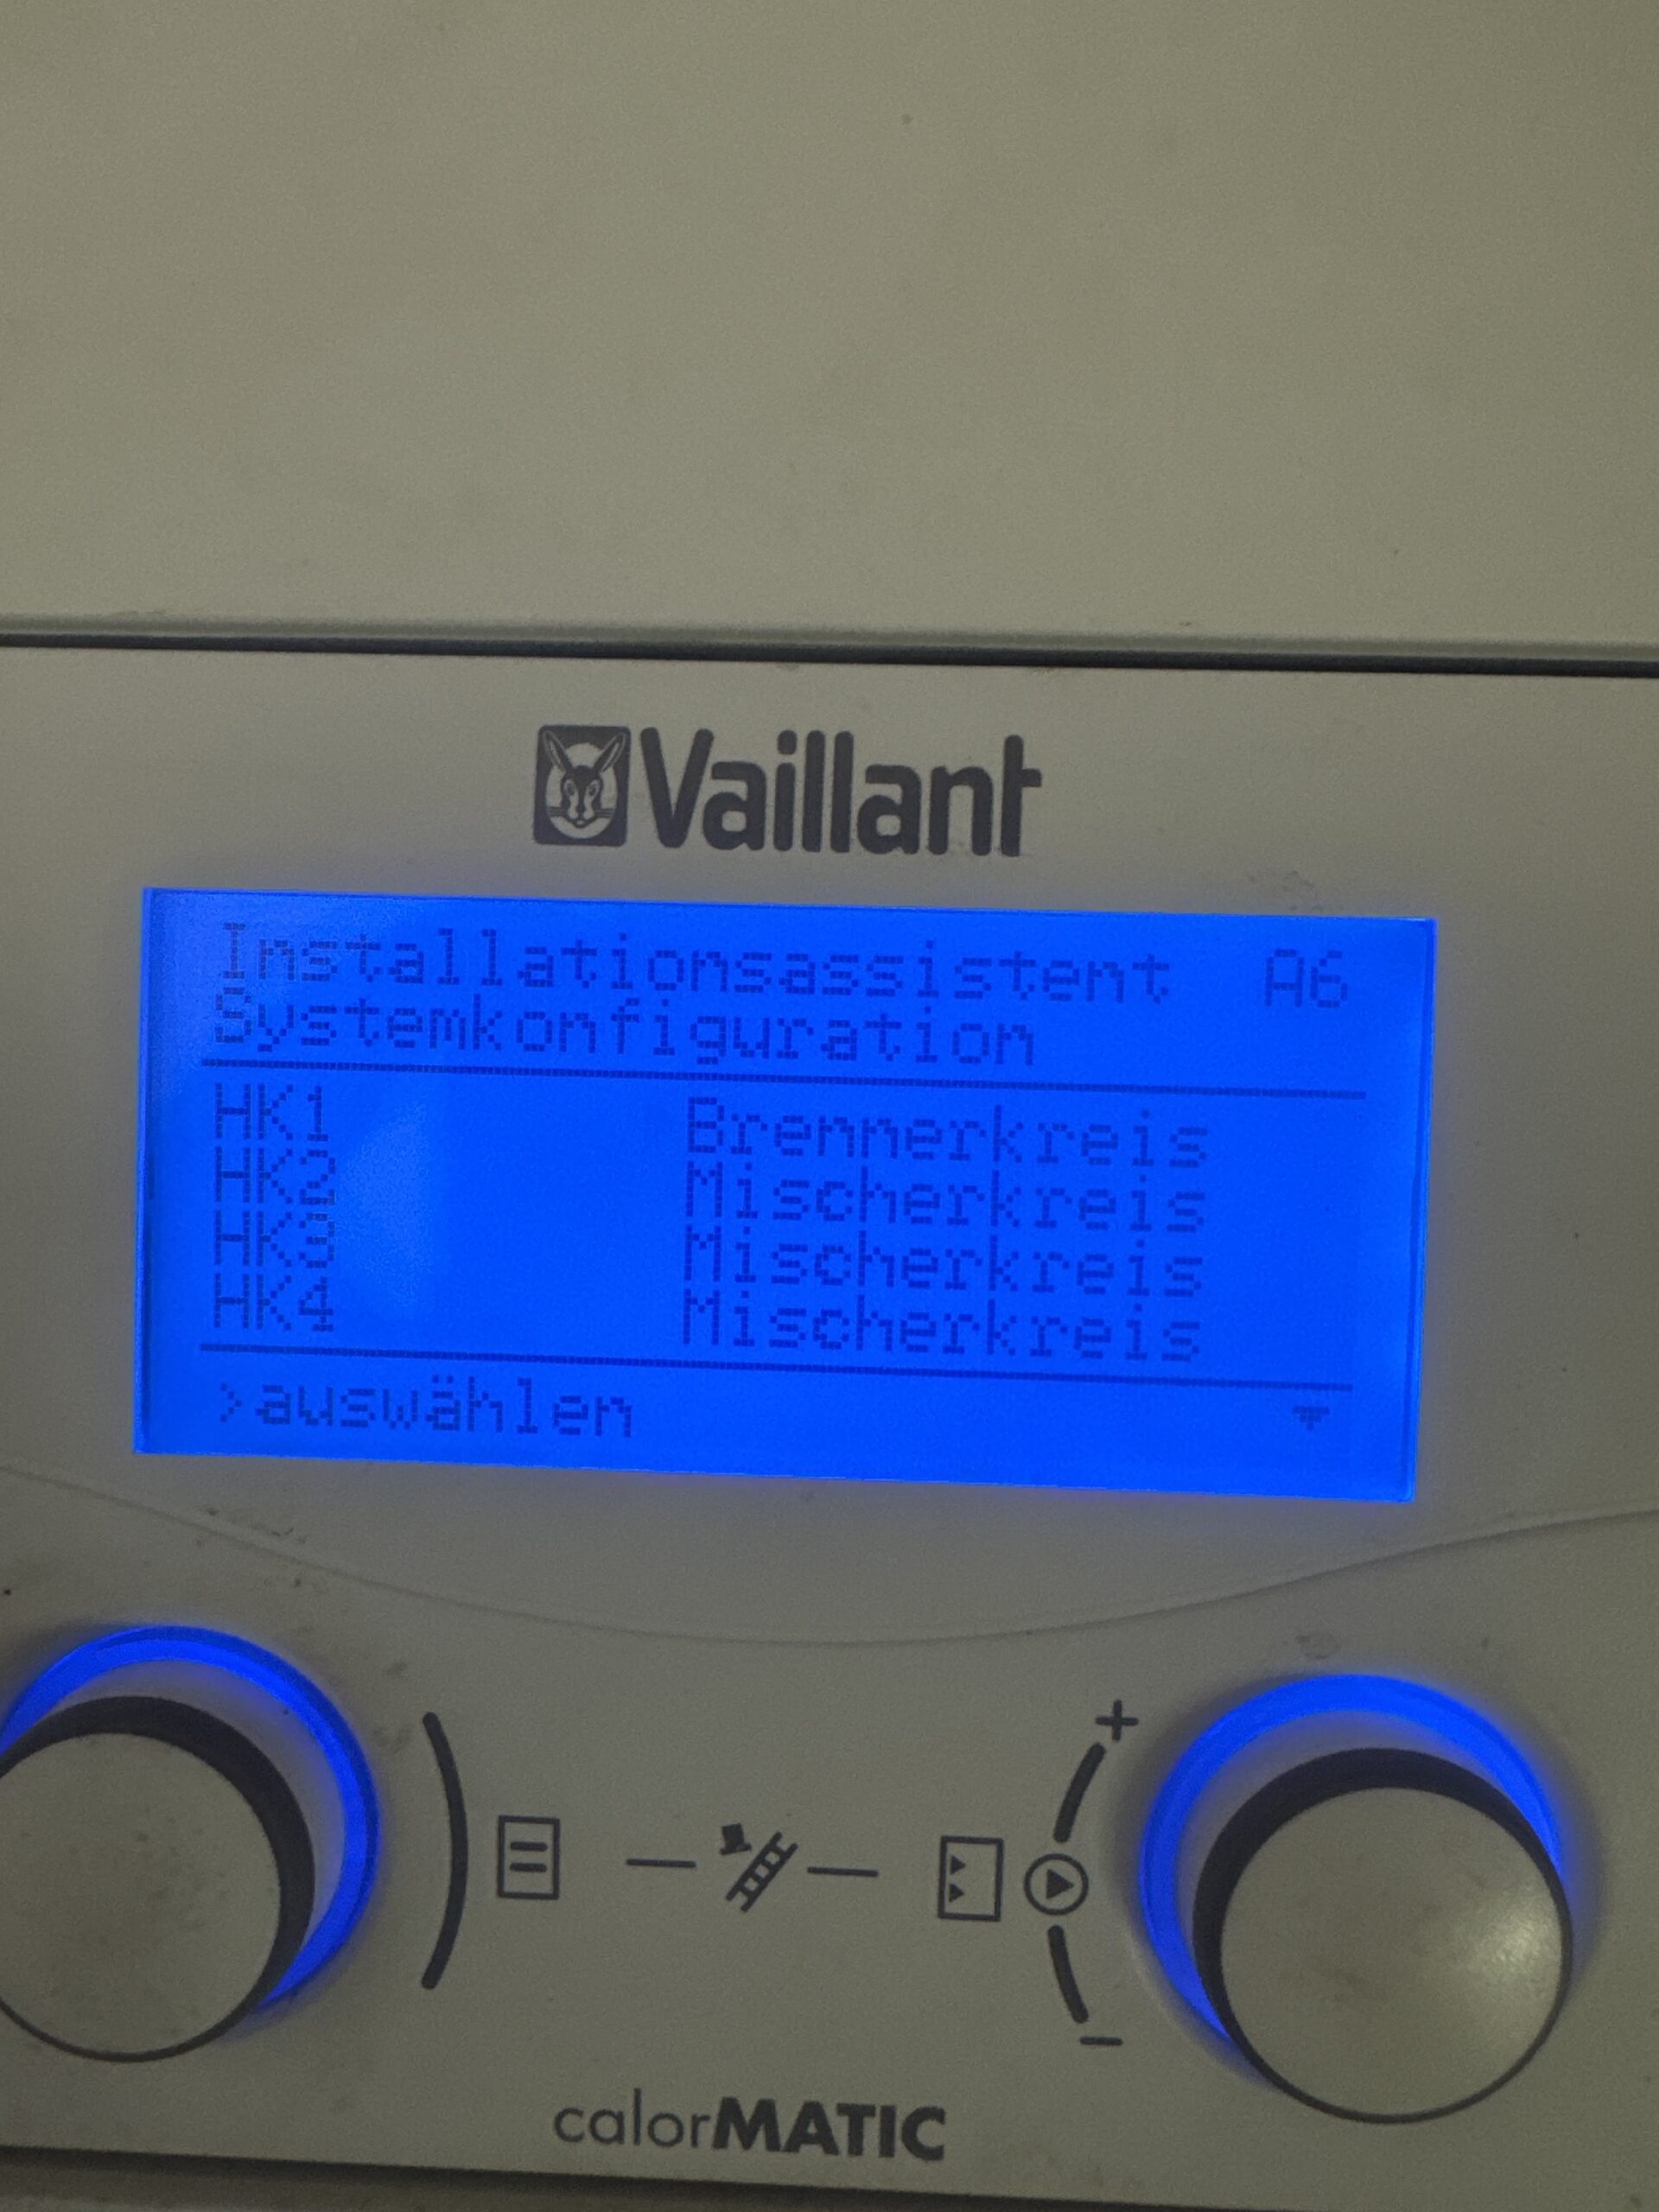 Vaillant
Installationsassistent A6
Systemkonfiguration
HK1 Brennerkreis
HK2 Mischerkreis
HK3 Mischerkreis
HK4 Mischerkreis
>auswählen
+
−
calorMATIC